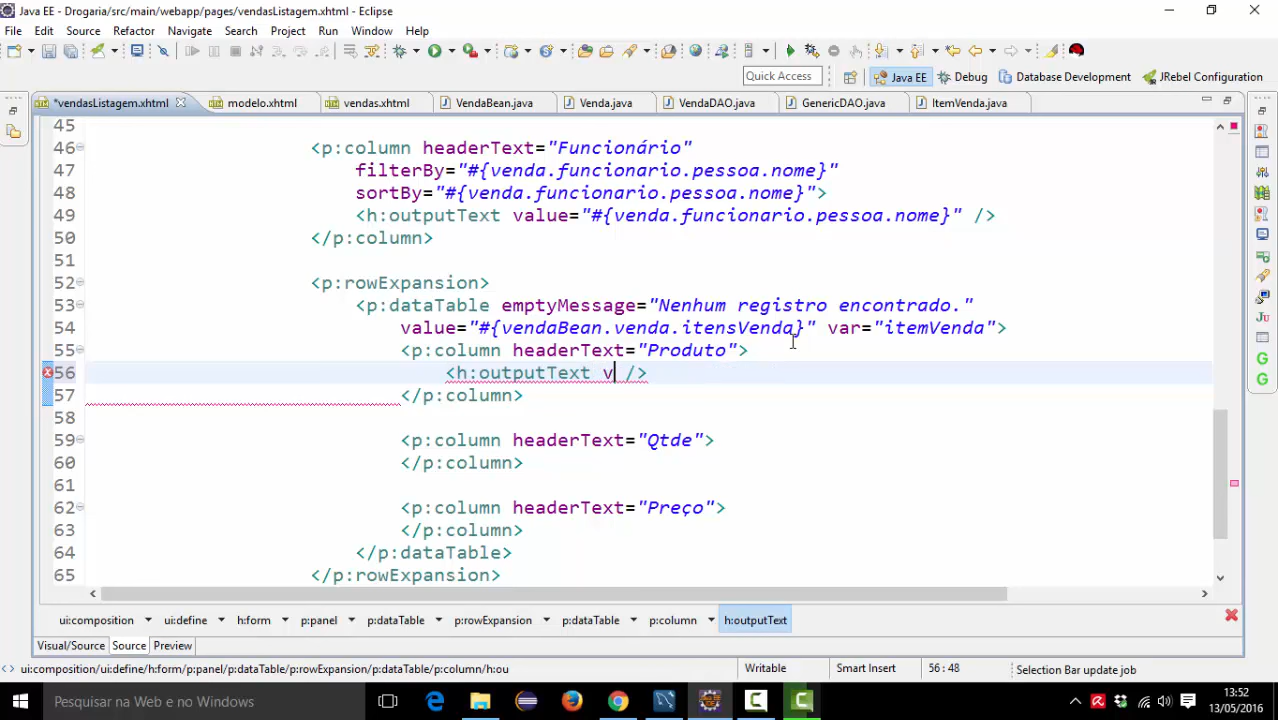 Java EE - Drogaria/src/main/webapp/pages/vendasListagem.xhtml - Eclipse
File Edit Source Refactor Navigate Search Project Run Window Help
Quick Access Java EE Debug Database Development JRebel Configuration
*vendasListagem.xhtml modelo.xhtml vendas.xhtml VendaBean.java Venda.java VendaDAO.java GenericDAO.java ItemVenda.java
45
46 <p:column headerText="Funcionário"
47 filterBy="#{venda.funcionario.pessoa.nome}"
48 sortBy="#{venda.funcionario.pessoa.nome}">
49 <h:outputText value="#{venda.funcionario.pessoa.nome}" />
50 </p:column>
51
52 <p:rowExpansion>
53 <p:dataTable emptyMessage="Nenhum registro encontrado."
54 value="#{vendaBean.venda.itensVenda}" var="itemVenda">
55 <p:column headerText="Produto">
56 <h:outputText v />
57 </p:column>
58
59 <p:column headerText="Qtde">
60 </p:column>
61
62 <p:column headerText="Preço">
63 </p:column>
64 </p:dataTable>
65 </p:rowExpansion>
ui:composition ui:define h:form p:panel p:dataTable p:rowExpansion p:dataTable p:column h:outputText
Visual/Source Source Preview
ui:composition/ui:define/h:form/p:panel/p:dataTable/p:rowExpansion/p:dataTable/p:column/h:ou Writable Smart Insert 56 : 48 Selection Bar update job
Pesquisar na Web e no Windows 13:52
13/05/2016